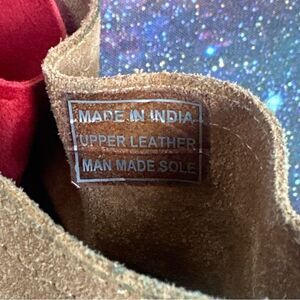 MADE IN INDIA
UPPER LEATHER
MAN MADE SOLE